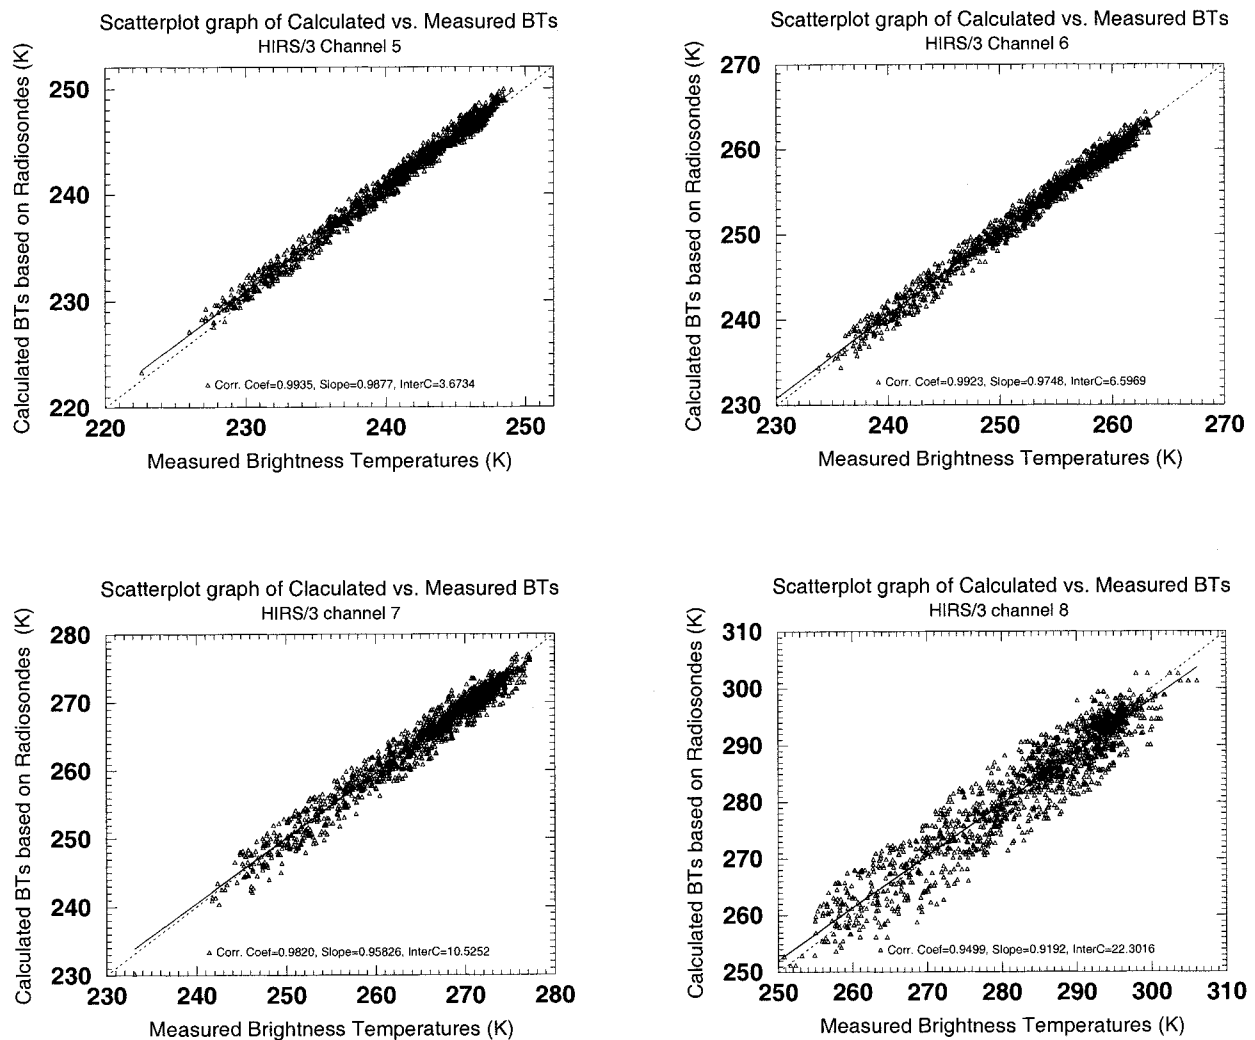 Scatterplot graph of Calculated vs. Measured BTs
HIRS/3 Channel 5
Calculated BTs based on Radiosondes (K)
250
240
230
220
Corr. Coef=0.9935, Slope=0.9877, InterC=3.6734
220 230 240 250
Measured Brightness Temperatures (K)
Scatterplot graph of Calculated vs. Measured BTs
HIRS/3 Channel 6
Calculated BTs based on Radiosondes (K)
270
260
250
240
230
Corr. Coef=0.9923, Slope=0.9748, InterC=6.5969
230 240 250 260 270
Measured Brightness Temperatures (K)
Scatterplot graph of Claculated vs. Measured BTs
HIRS/3 channel 7
Calculated BTs based on Radiosondes (K)
280
270
260
250
240
230
Corr. Coef=0.9820, Slope=0.95826, InterC=10.5252
230 240 250 260 270 280
Measured Brightness Temperatures (K)
Scatterplot graph of Calculated vs. Measured BTs
HIRS/3 channel 8
Calculated BTs based on Radiosondes (K)
310
300
290
280
270
260
250
Corr. Coef=0.9499, Slope=0.9192, InterC=22.3016
250 260 270 280 290 300 310
Measured Brightness Temperatures (K)